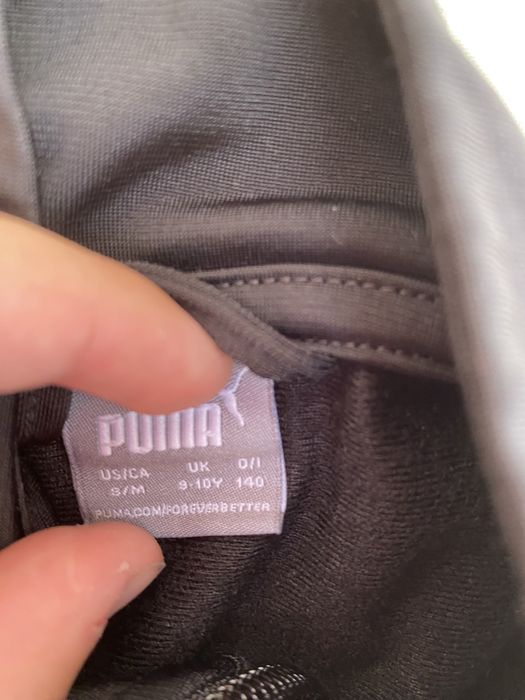 PUMA
US/CA UK D/I
S/M 9-10Y 140
PUMA.COM/FOREVERBETTER